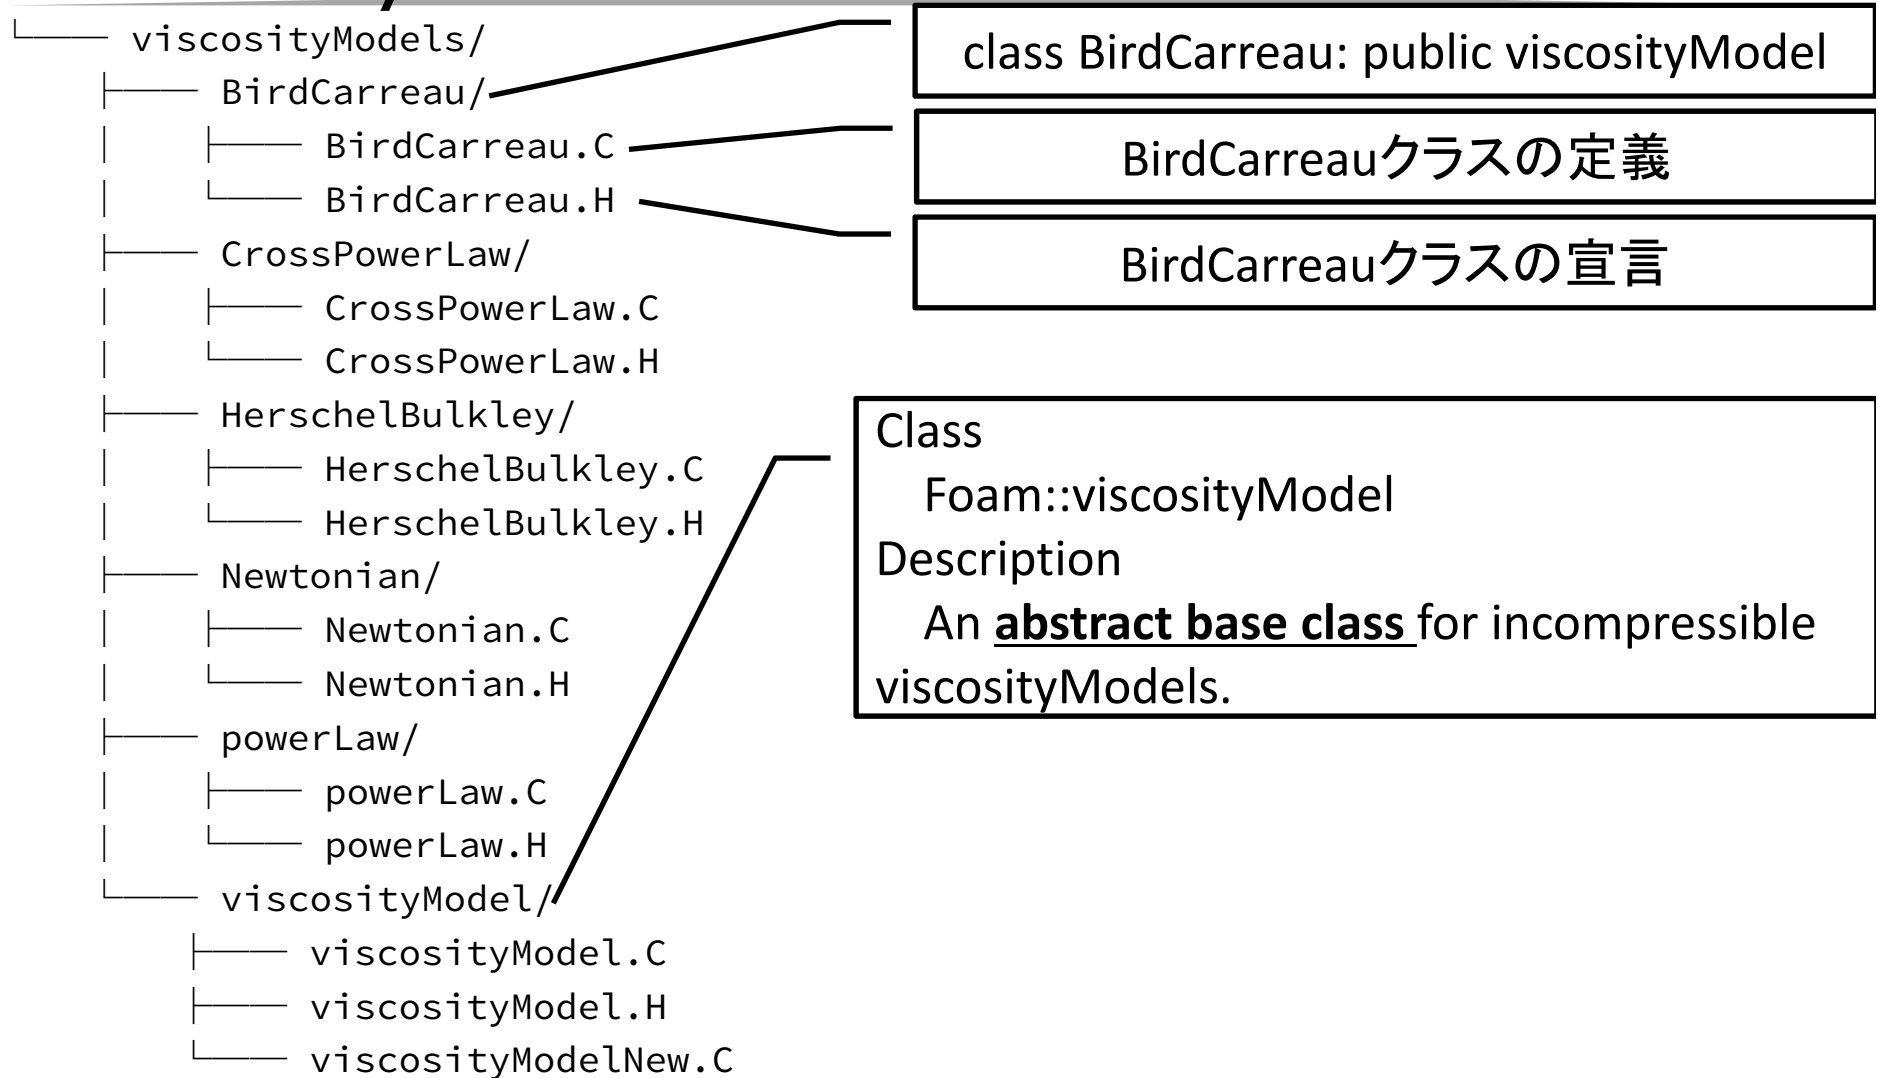 viscosityModels/
BirdCarreau/
BirdCarreau.C
BirdCarreau.H
CrossPowerLaw/
CrossPowerLaw.C
CrossPowerLaw.H
HerschelBulkley/
HerschelBulkley.C
HerschelBulkley.H
Newtonian/
Newtonian.C
Newtonian.H
powerLaw/
powerLaw.C
powerLaw.H
viscosityModel/
viscosityModel.C
viscosityModel.H
viscosityModelNew.C
class BirdCarreau: public viscosityModel
BirdCarreauクラスの定義
BirdCarreauクラスの宣言
Class
Foam::viscosityModel
Description
An abstract base class for incompressible
viscosityModels.